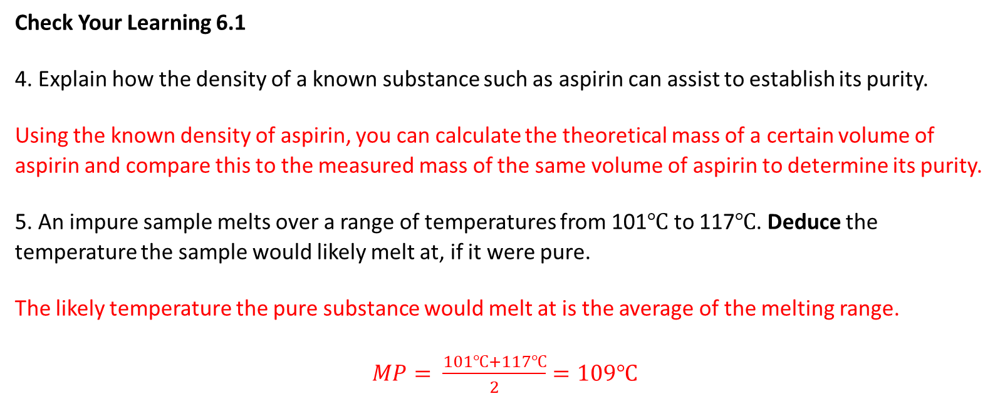 Check Your Learning 6.1
4. Explain how the density of a known substance such as aspirin can assist to establish its purity.
Using the known density of aspirin, you can calculate the theoretical mass of a certain volume of
aspirin and compare this to the measured mass of the same volume of aspirin to determine its purity.
5. An impure sample melts over a range of temperatures from 101°C to 117°C. Deduce the
temperature the sample would likely melt at, if it were pure.
The likely temperature the pure substance would melt at is the average of the melting range.
MP = (101°C+117°C)/2 = 109°C